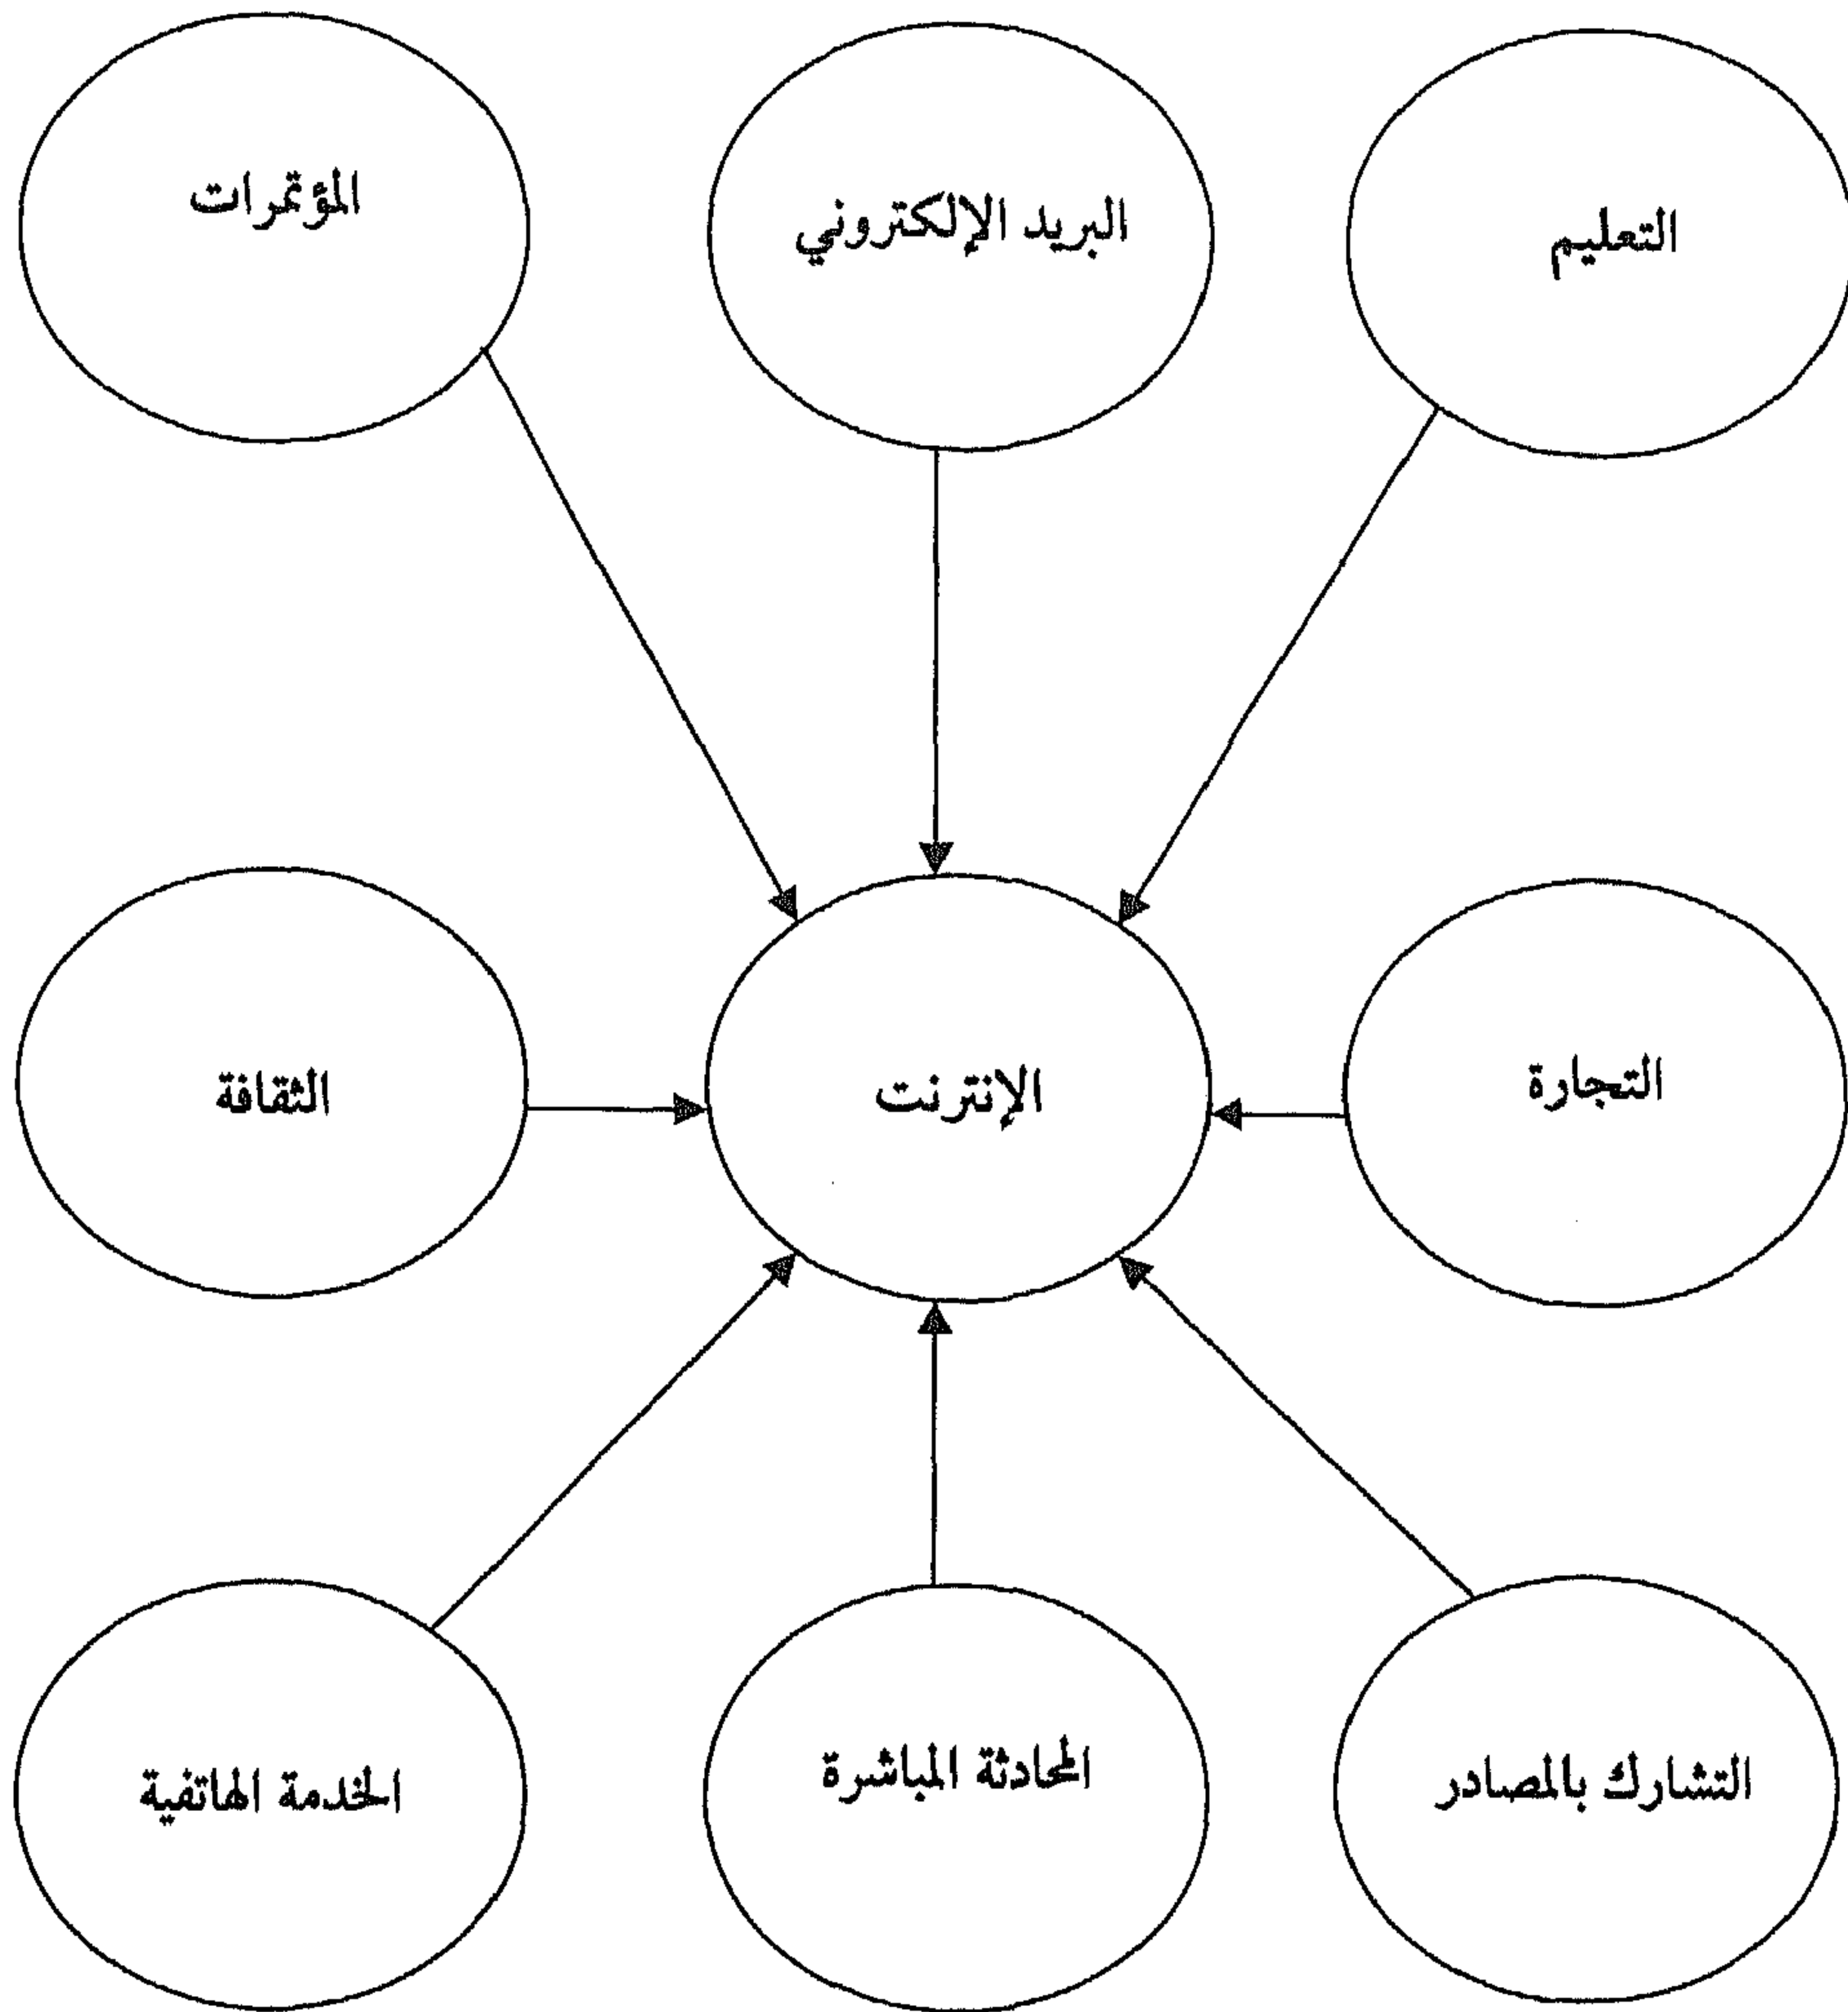 التعليم
البريد الإلكتروني
المؤتمرات
التجارة
الإنترنت
الثقافة
التشارك بالمصادر
المحادثة المباشرة
الخدمة الهاتفية